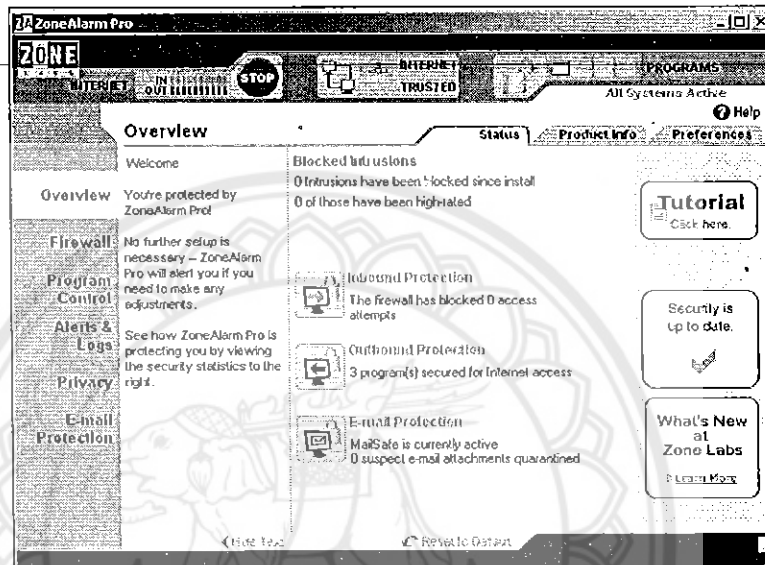 ZA ZoneAlarm Pro
ZONE
INTERNET
IN
OUT
STOP
INTERNET
TRUSTED
PROGRAMS
All Systems Active
Help
Overview
Status
Product Info
Preferences
Overview
Firewall
Program
Control
Alerts &
Logs
Privacy
E-mail
Protection
Welcome
You're protected by
ZoneAlarm Pro!
No further setup is
necessary – ZoneAlarm
Pro will alert you if you
need to make any
adjustments.
See how ZoneAlarm Pro is
protecting you by viewing
the security statistics to the
right.
Blocked Intrusions
0 Intrusions have been blocked since install
0 of those have been high-rated
Inbound Protection
The firewall has blocked 0 access
attempts
Outbound Protection
3 program(s) secured for Internet access
E-mail Protection
MailSafe is currently active
0 suspect e-mail attachments quarantined
Tutorial
Click here.
Security is
up to date.
What's New
at
Zone Labs
Learn More
Hide Text
Reset to Default